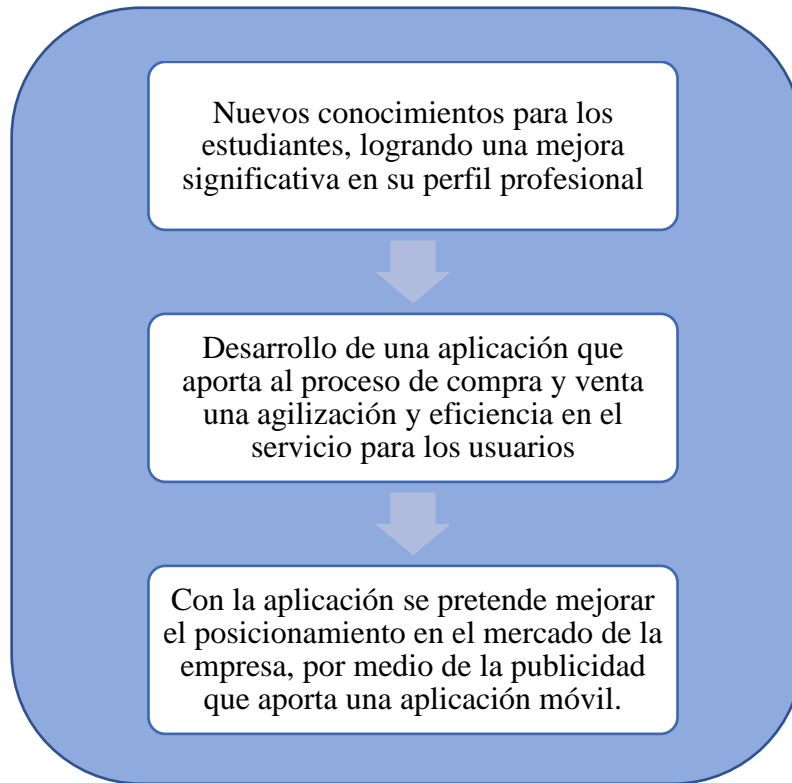 Nuevos conocimientos para los
estudiantes, logrando una mejora
significativa en su perfil profesional
Desarrollo de una aplicación que
aporta al proceso de compra y venta
una agilización y eficiencia en el
servicio para los usuarios
Con la aplicación se pretende mejorar
el posicionamiento en el mercado de la
empresa, por medio de la publicidad
que aporta una aplicación móvil.